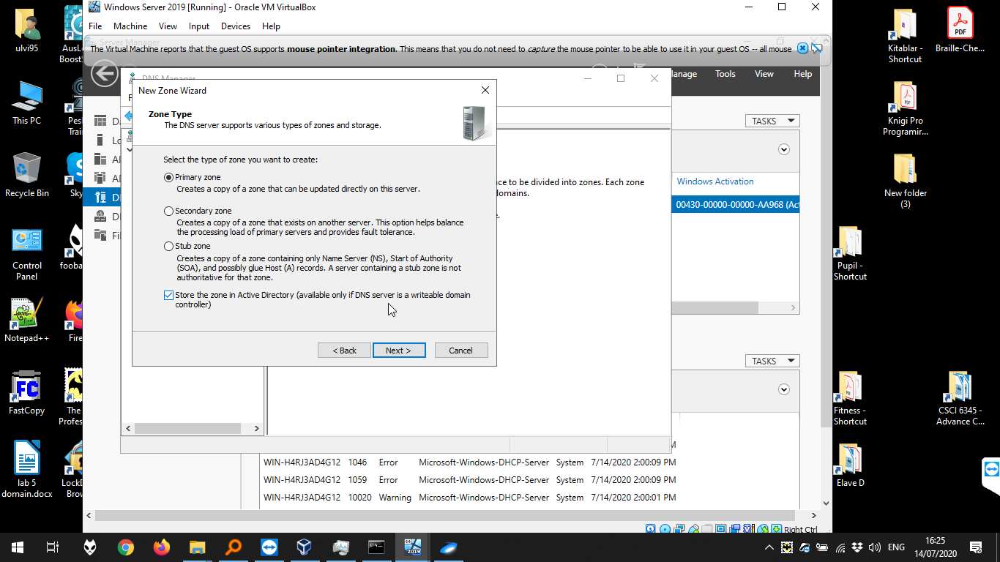 Windows Server 2019 [Running] - Oracle VM VirtualBox
File Machine View Input Devices Help
The Virtual Machine reports that the guest OS supports mouse pointer integration. This means that you do not need to capture the mouse pointer to be able to use it in your guest OS -- all mouse
Server Manager
anage Tools View Help
DNS Manager
New Zone Wizard
Zone Type
The DNS server supports various types of zones and storage.
Select the type of zone you want to create:
Primary zone
Creates a copy of a zone that can be updated directly on this server.
Secondary zone
Creates a copy of a zone that exists on another server. This option helps balance
the processing load of primary servers and provides fault tolerance.
Stub zone
Creates a copy of a zone containing only Name Server (NS), Start of Authority
(SOA), and possibly glue Host (A) records. A server containing a stub zone is not
authoritative for that zone.
Store the zone in Active Directory (available only if DNS server is a writeable domain
controller)
< Back Next > Cancel
ce to be divided into zones. Each zone
domains.
TASKS
Windows Activation
00430-00000-00000-AA968 (Act
TASKS
WIN-H4RJ3AD4G12 1046 Error Microsoft-Windows-DHCP-Server System 7/14/2020 2:00:09 PM
WIN-H4RJ3AD4G12 1059 Error Microsoft-Windows-DHCP-Server System 7/14/2020 2:00:09 PM
WIN-H4RJ3AD4G12 10020 Warning Microsoft-Windows-DHCP-Server System 7/14/2020 2:00:01 PM
Right Ctrl
ulvi95
This PC
Recycle Bin
Control
Panel
Notepad++
FastCopy
lab 5
domain.docx
AusL
Boost
Pes
Trai
Sky
fooba
Fire
The
Profes
LockD
Brow
Kitablar -
Shortcut
Braille-Che...
PDF
Knigi Pro
Programir...
New folder
(3)
Pupil -
Shortcut
Fitness -
Shortcut
CSCI 6345 -
Advance C...
Elave D
ENG
16:25
14/07/2020